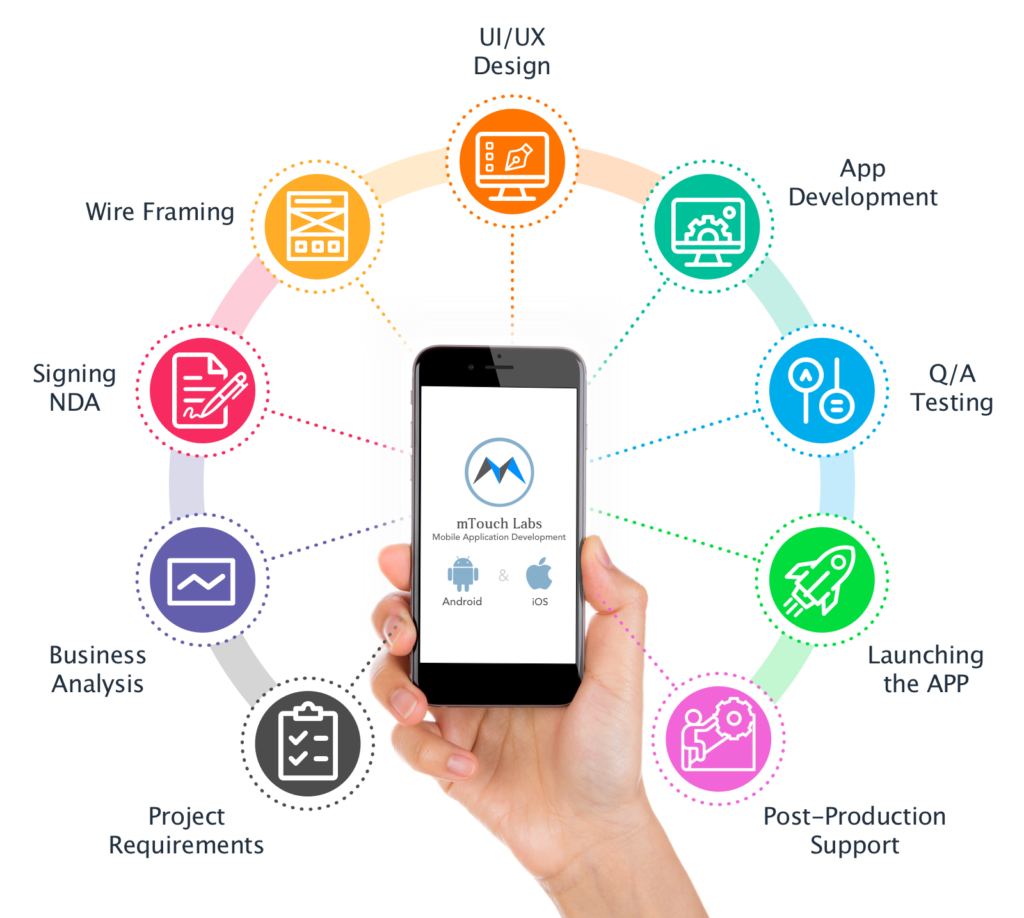 UI/UX
Design
App
Development
Wire Framing
Signing
NDA
Q/A
Testing
mTouch Labs
Mobile Application Development
&
Android
iOS
Business
Analysis
Launching
the APP
Project
Requirements
Post-Production
Support